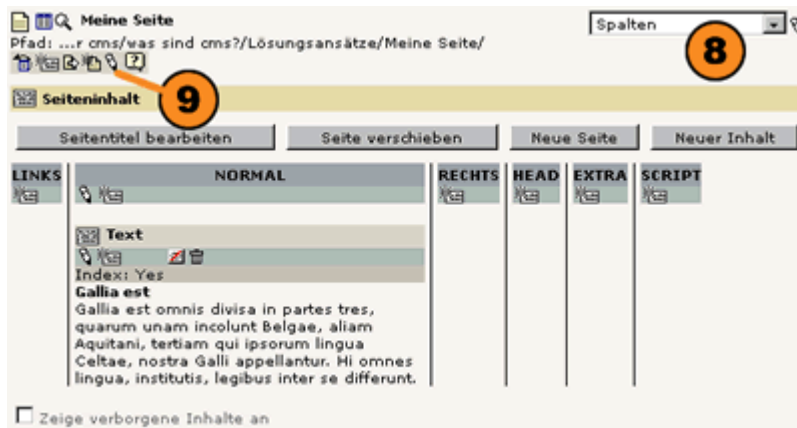 Meine Seite
Spalten
Pfad: ...r cms/was sind cms?/Lösungsansätze/Meine Seite/
8
9
Seiteninhalt
Seitentitel bearbeiten
Seite verschieben
Neue Seite
Neuer Inhalt
LINKS
NORMAL
RECHTS
HEAD
EXTRA
SCRIPT
Text
Index: Yes
Gallia est
Gallia est omnis divisa in partes tres,
quarum unam incolunt Belgae, aliam
Aquitani, tertiam qui ipsorum lingua
Celtae, nostra Galli appellantur. Hi omnes
lingua, institutis, legibus inter se differunt.
Zeige verborgene Inhalte an